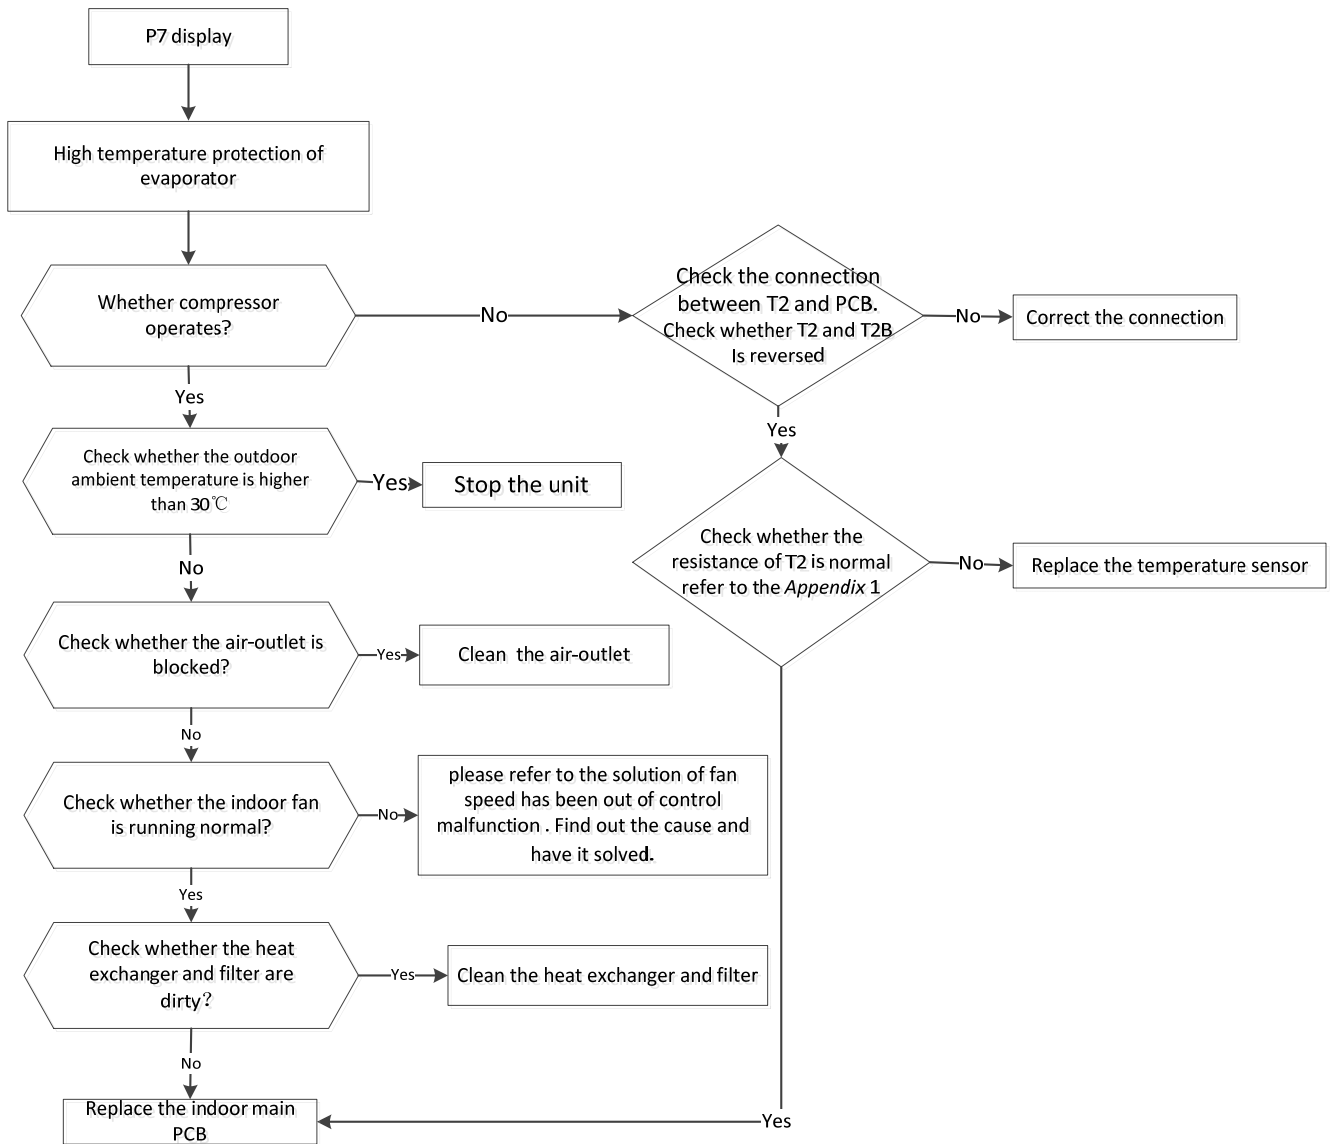 P7 display
High temperature protection of
evaporator
Whether compressor
operates?
No
Check the connection
between T2 and PCB.
Check whether T2 and T2B
Is reversed
No
Correct the connection
Yes
Yes
Check whether the outdoor
ambient temperature is higher
than 30℃
Yes
Stop the unit
No
Check whether the
resistance of T2 is normal
refer to the Appendix 1
No
Replace the temperature sensor
Check whether the air-outlet is
blocked?
Yes
Clean the air-outlet
No
Check whether the indoor fan
is running normal?
No
please refer to the solution of fan
speed has been out of control
malfunction . Find out the cause and
have it solved.
Yes
Check whether the heat
exchanger and filter are
dirty?
Yes
Clean the heat exchanger and filter
No
Replace the indoor main
PCB
Yes